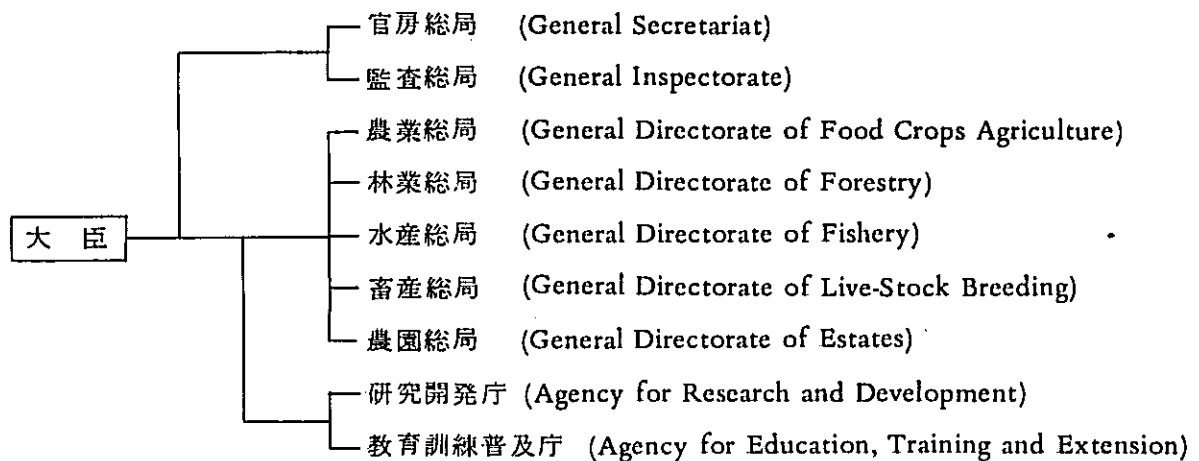 官房総局 (General Secretariat)
監査総局 (General Inspectorate)
農業総局 (General Directorate of Food Crops Agriculture)
林業総局 (General Directorate of Forestry)
大臣 水産総局 (General Directorate of Fishery)
畜産総局 (General Directorate of Live-Stock Breeding)
農園総局 (General Directorate of Estates)
研究開発庁 (Agency for Research and Development)
教育訓練普及庁 (Agency for Education, Training and Extension)